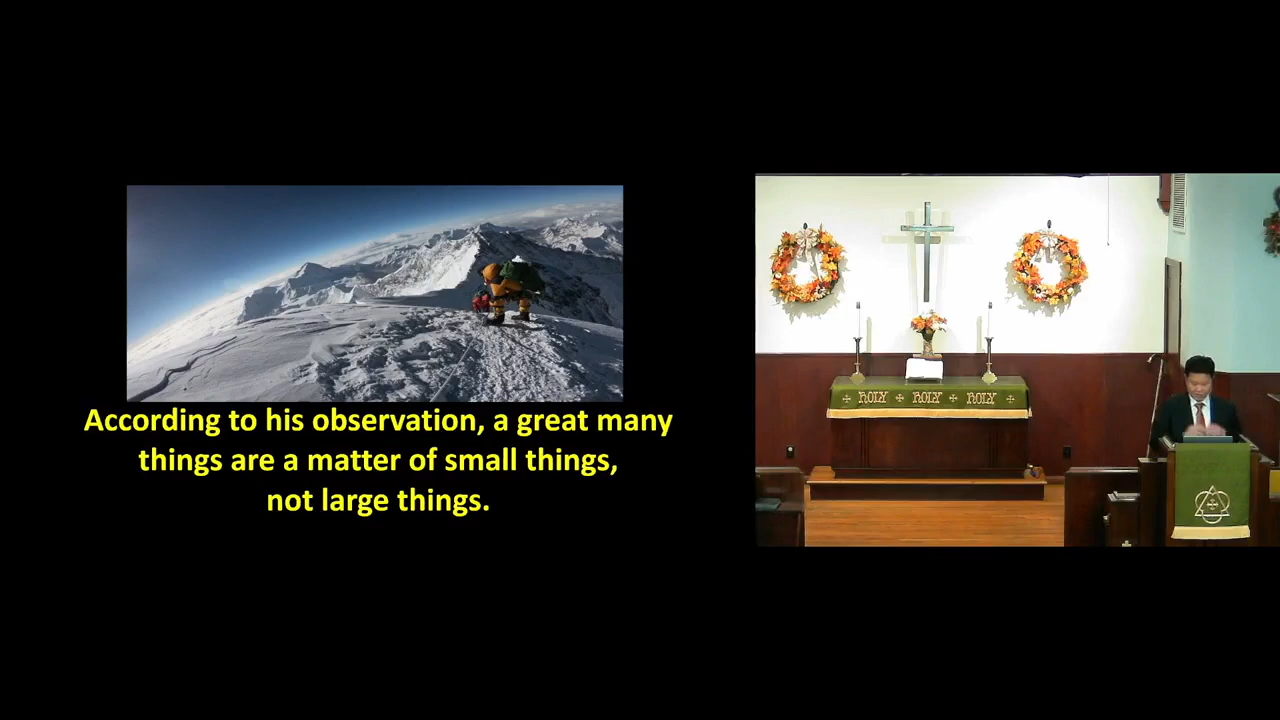 According to his observation, a great many
things are a matter of small things,
not large things.
HOLY HOLY HOLY